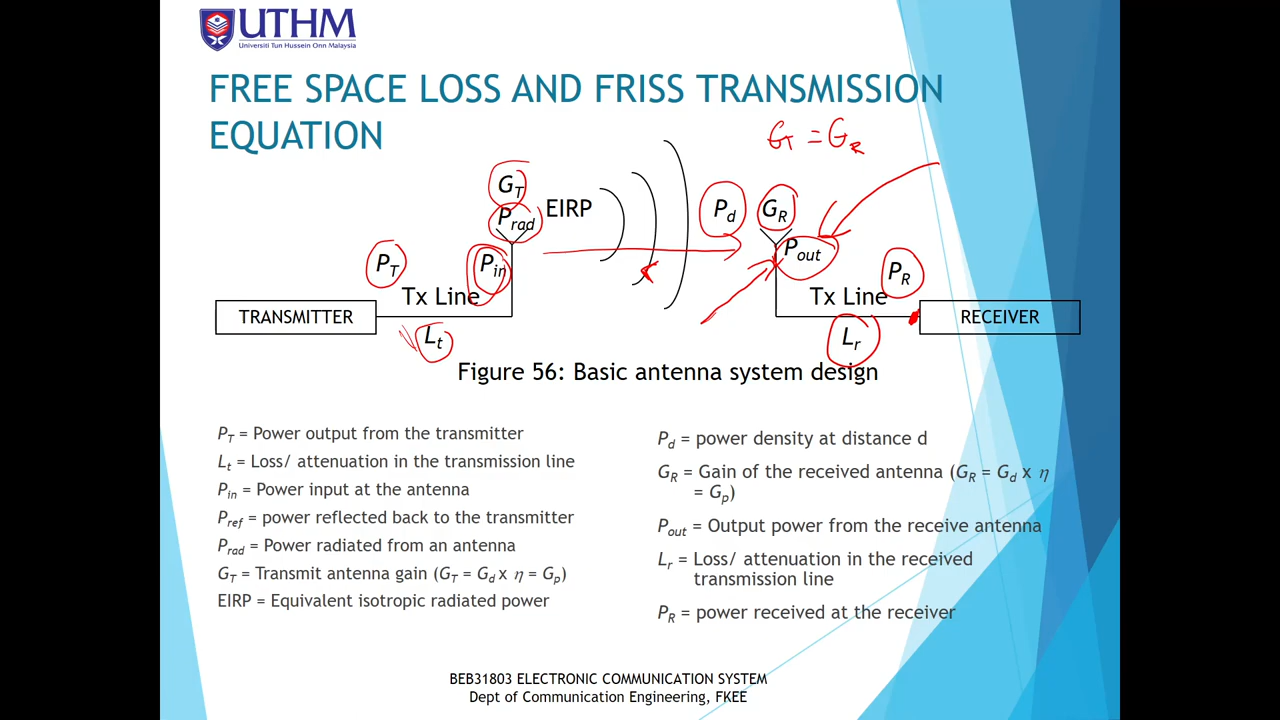 UTHM
Universiti Tun Hussein Onn Malaysia
FREE SPACE LOSS AND FRISS TRANSMISSION
EQUATION
G_T = G_R
G_T
P_rad
EIRP
P_d
G_R
P_T
P_in
P_out
P_R
Tx Line
Tx Line
TRANSMITTER
RECEIVER
L_t
L_r
Figure 56: Basic antenna system design
P_T = Power output from the transmitter
L_t = Loss/ attenuation in the transmission line
P_in = Power input at the antenna
P_ref = power reflected back to the transmitter
P_rad = Power radiated from an antenna
G_T = Transmit antenna gain (G_T = G_d x η = G_p)
EIRP = Equivalent isotropic radiated power
P_d = power density at distance d
G_R = Gain of the received antenna (G_R = G_d x η
= G_p)
P_out = Output power from the receive antenna
L_r = Loss/ attenuation in the received
transmission line
P_R = power received at the receiver
BEB31803 ELECTRONIC COMMUNICATION SYSTEM
Dept of Communication Engineering, FKEE